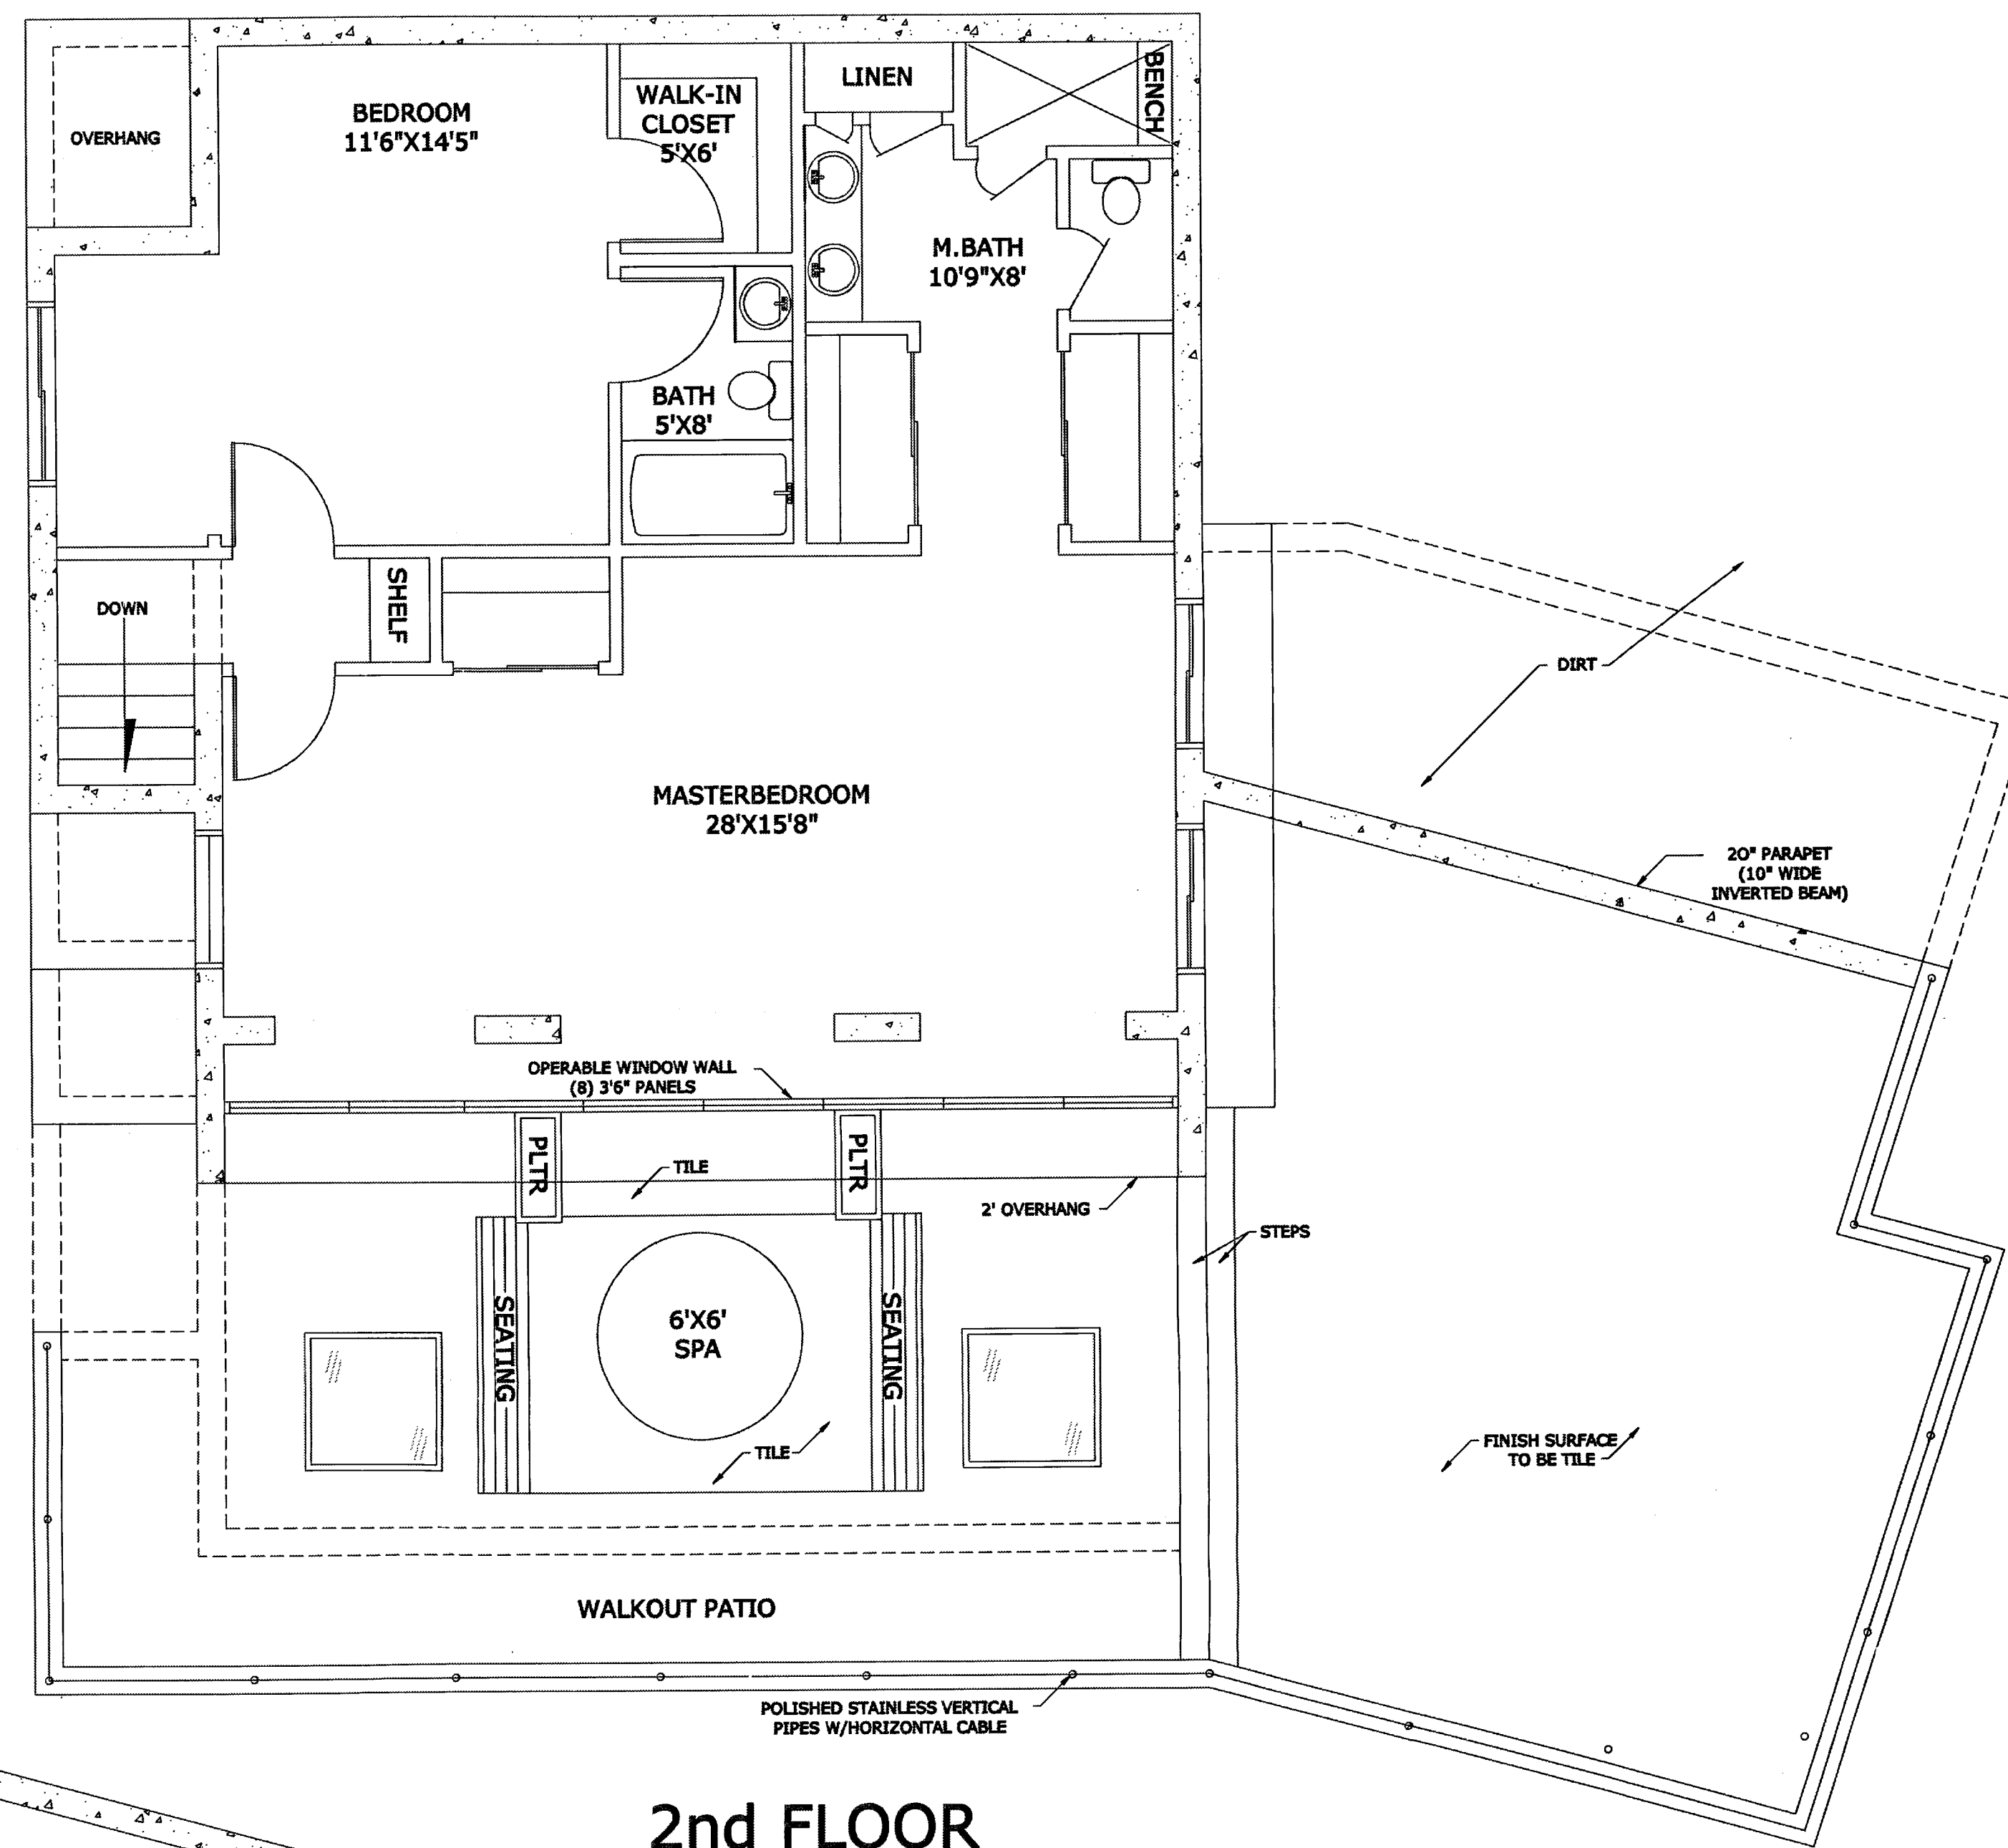 LINEN
BENCH
WALK-IN
CLOSET
5'X6'
BEDROOM
11'6"X14'5"
OVERHANG
M.BATH
10'9"X8'
BATH
5'X8'
SHELF
DOWN
DIRT
MASTERBEDROOM
28'X15'8"
20" PARAPET
(10" WIDE
INVERTED BEAM)
OPERABLE WINDOW WALL
(8) 3'6" PANELS
PLTR
PLTR
TILE
2' OVERHANG
STEPS
SEATING
6'X6'
SPA
SEATING
TILE
FINISH SURFACE
TO BE TILE
WALKOUT PATIO
POLISHED STAINLESS VERTICAL
PIPES W/HORIZONTAL CABLE
2nd FLOOR